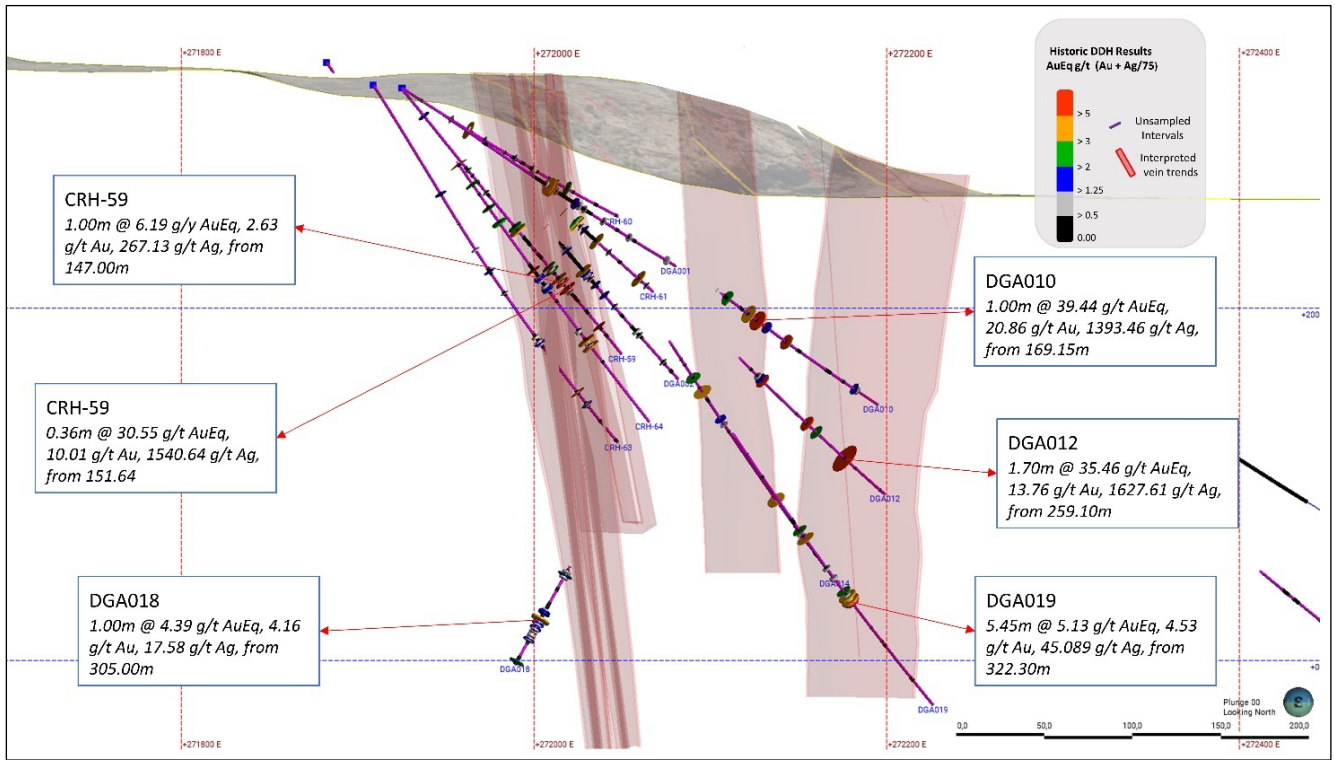 +271800 E
+272000 E
+272200 E
+272400 E
Historic DDH Results
AuEq g/t (Au + Ag/75)
> 5
> 3
> 2
> 1.25
> 0.5
0.00
Unsampled
Intervals
Interpreted
vein trends
CRH-59
1.00m @ 6.19 g/y AuEq, 2.63
g/t Au, 267.13 g/t Ag, from
147.00m
CRH-60
DGA001
CRH-61
DGA010
1.00m @ 39.44 g/t AuEq,
20.86 g/t Au, 1393.46 g/t Ag,
from 169.15m
+200
CRH-59
DGA002
DGA010
CRH-64
CRH-63
CRH-59
0.36m @ 30.55 g/t AuEq,
10.01 g/t Au, 1540.64 g/t Ag,
from 151.64
DGA012
1.70m @ 35.46 g/t AuEq,
13.76 g/t Au, 1627.61 g/t Ag,
from 259.10m
DGA012
DGA014
DGA018
1.00m @ 4.39 g/t AuEq, 4.16
g/t Au, 17.58 g/t Ag, from
305.00m
DGA018
DGA019
5.45m @ 5.13 g/t AuEq, 4.53
g/t Au, 45.089 g/t Ag, from
322.30m
+0
DGA019
Plunge 00
Looking North
0,0
50,0
100,0
150,0
200,0
+271800 E
+272000 E
+272200 E
+272400 E